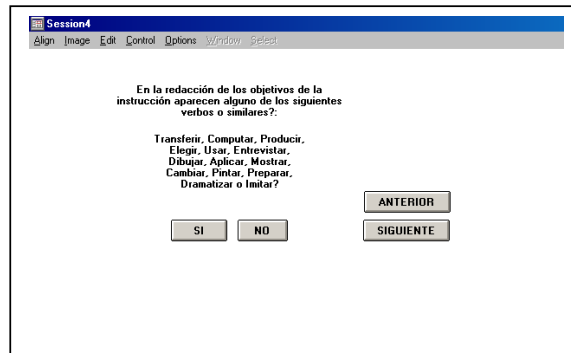 Session4
Align Image Edit Control Options Window Select
En la redacción de los objetivos de la
instrucción aparecen alguno de los siguientes
verbos o similares?:
Transferir, Computar, Producir,
Elegir, Usar, Entrevistar,
Dibujar, Aplicar, Mostrar,
Cambiar, Pintar, Preparar,
Dramatizar o Imitar?
ANTERIOR
SI NO SIGUIENTE